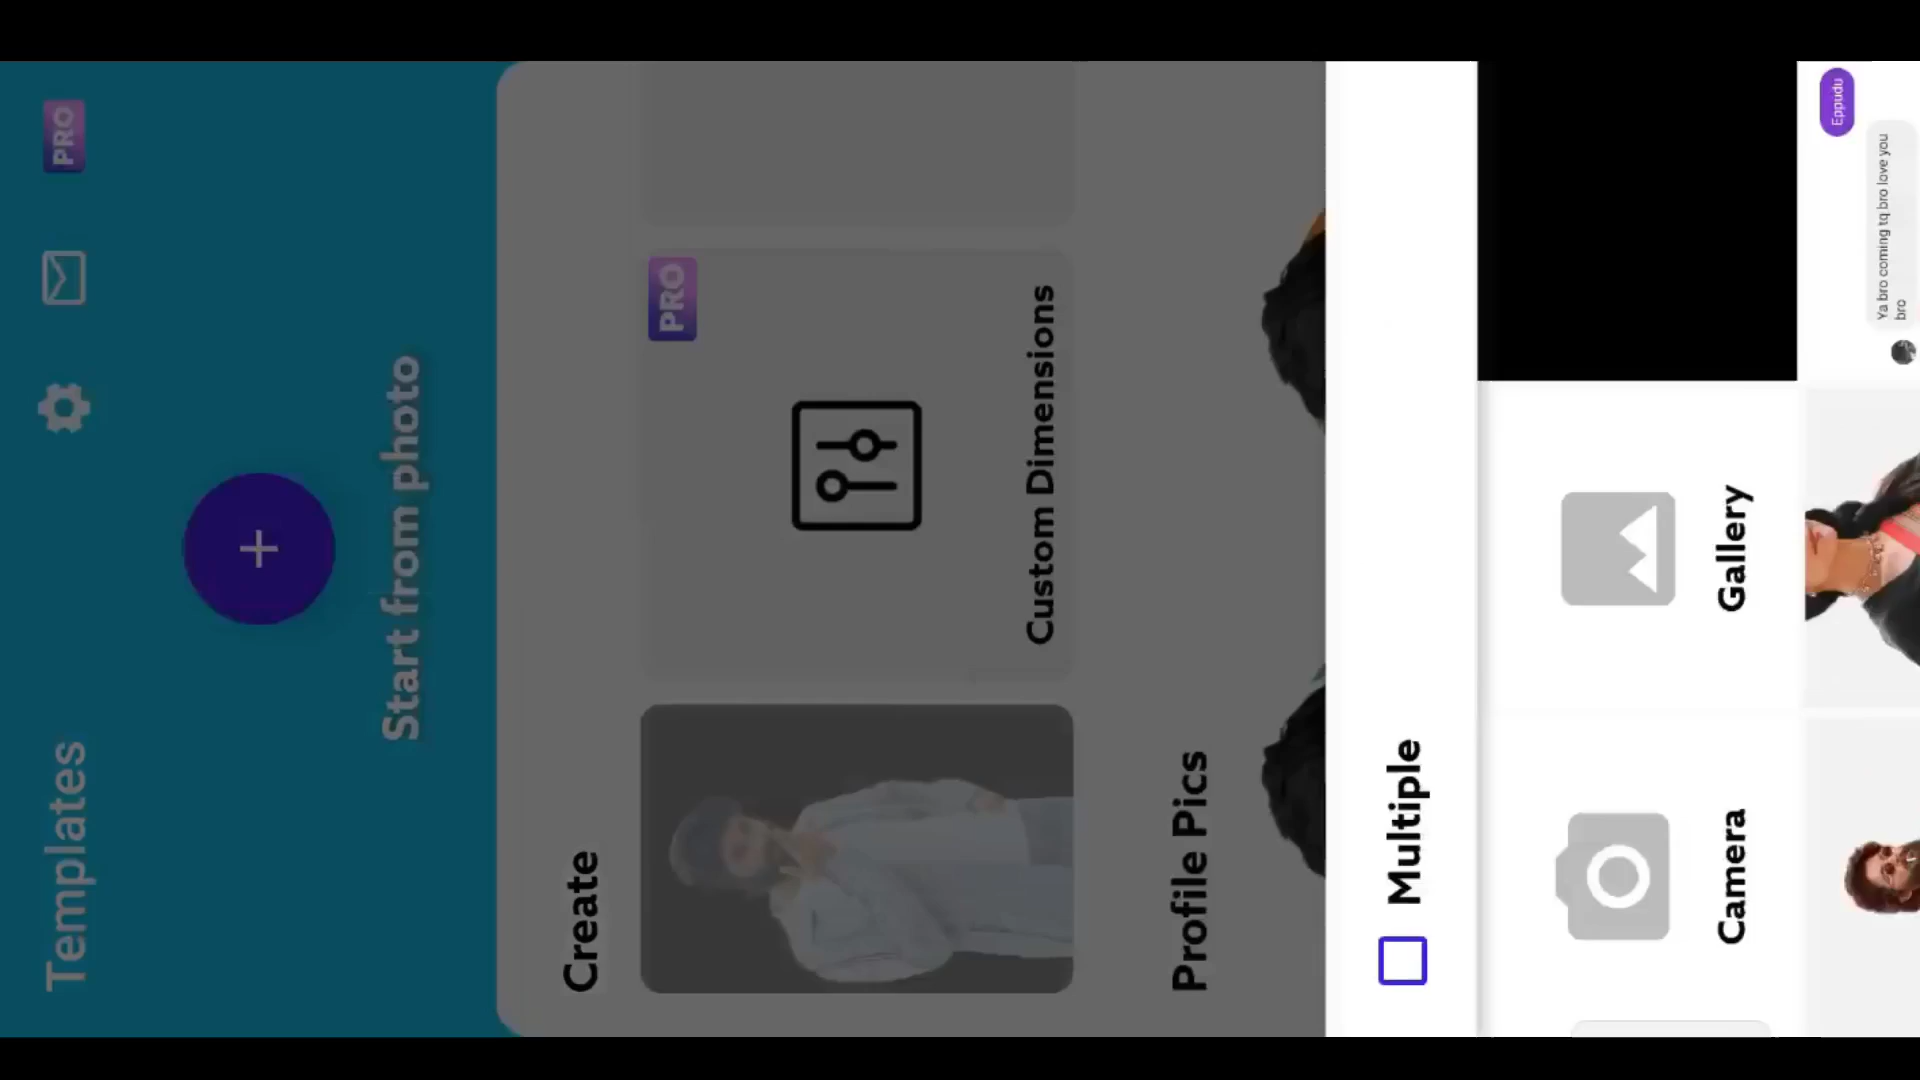 Templates
PRO
Start from photo
Create
PRO
Custom Dimensions
Profile Pics
Multiple
Camera
Gallery
Eppudu
Ya bro coming tq bro love you
bro